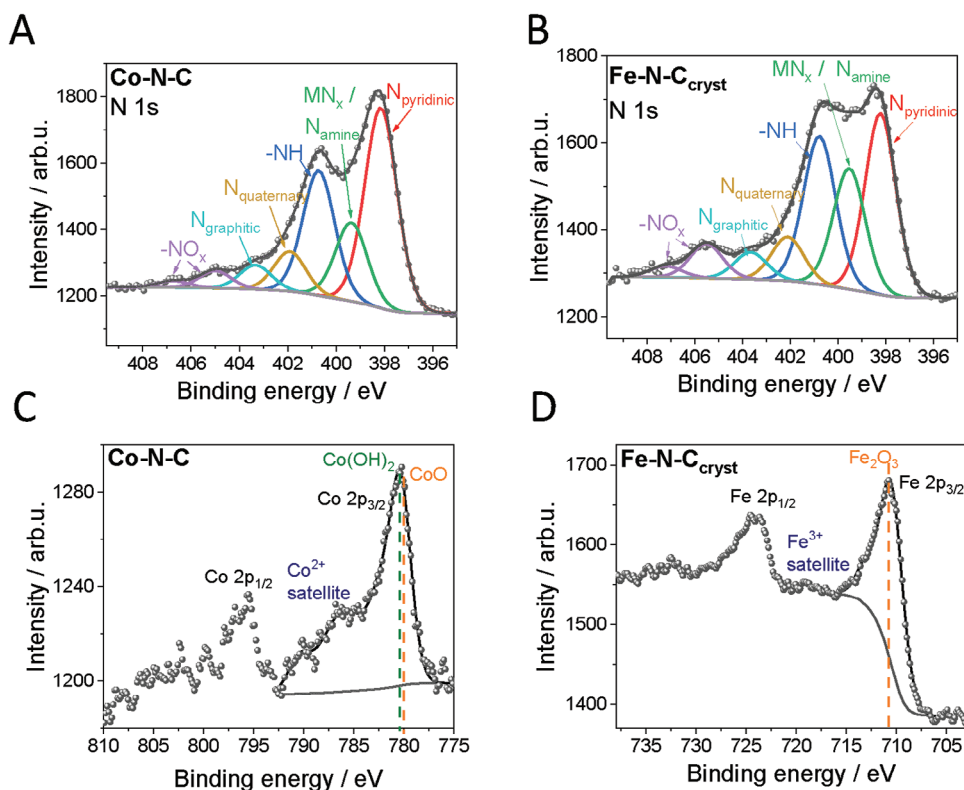 A
Co-N-C
N 1s
MNx /
Namine
Npyridinic
-NH
Nquaternary
Ngraphitic
-NOx
1800
1600
1400
1200
Intensity / arb.u.
408 406 404 402 400 398 396
Binding energy / eV
B
Fe-N-Ccryst
N 1s
MNx / Namine
Npyridinic
-NH
Nquaternary
Ngraphitic
-NOx
1800
1600
1400
1200
Intensity / arb.u.
408 406 404 402 400 398 396
Binding energy / eV
C
Co-N-C
Co(OH)2
CoO
Co 2p3/2
Co2+
satellite
Co 2p1/2
1280
1240
1200
Intensity / arb.u.
810 805 800 795 790 785 780 775
Binding energy / eV
D
Fe-N-Ccryst
Fe2O3
Fe 2p3/2
Fe 2p1/2
Fe3+
satellite
1700
1600
1500
1400
Intensity / arb.u.
735 730 725 720 715 710 705
Binding energy / eV